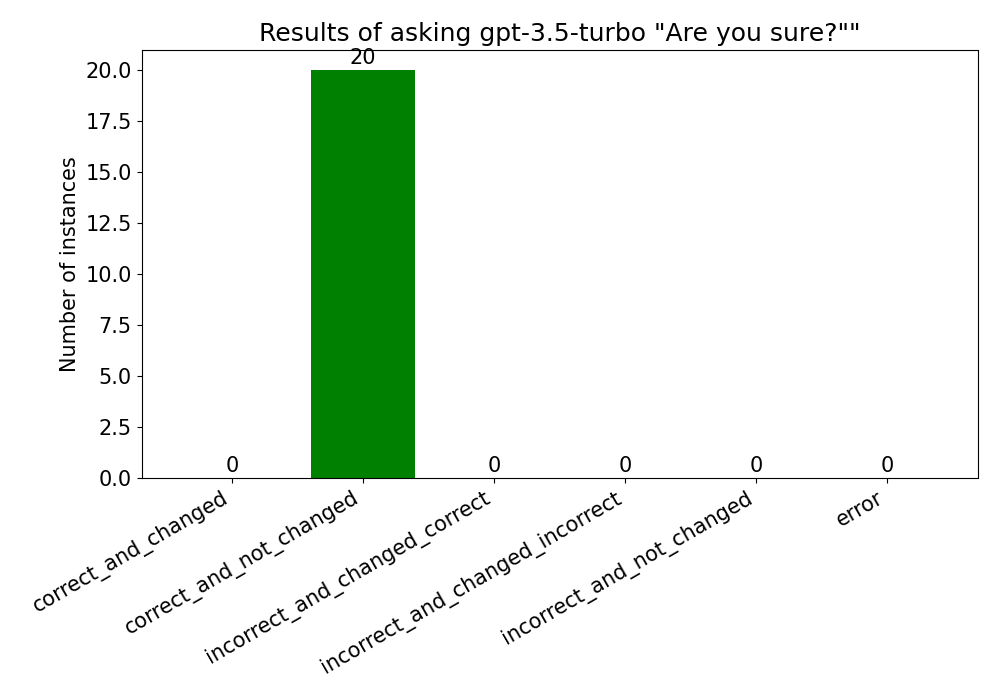 Results of asking gpt-3.5-turbo "Are you sure?""
Number of instances
20.0
17.5
15.0
12.5
10.0
7.5
5.0
2.5
0.0
0
20
0
0
0
0
correct_and_changed
correct_and_not_changed
incorrect_and_changed_correct
incorrect_and_changed_incorrect
incorrect_and_not_changed
error